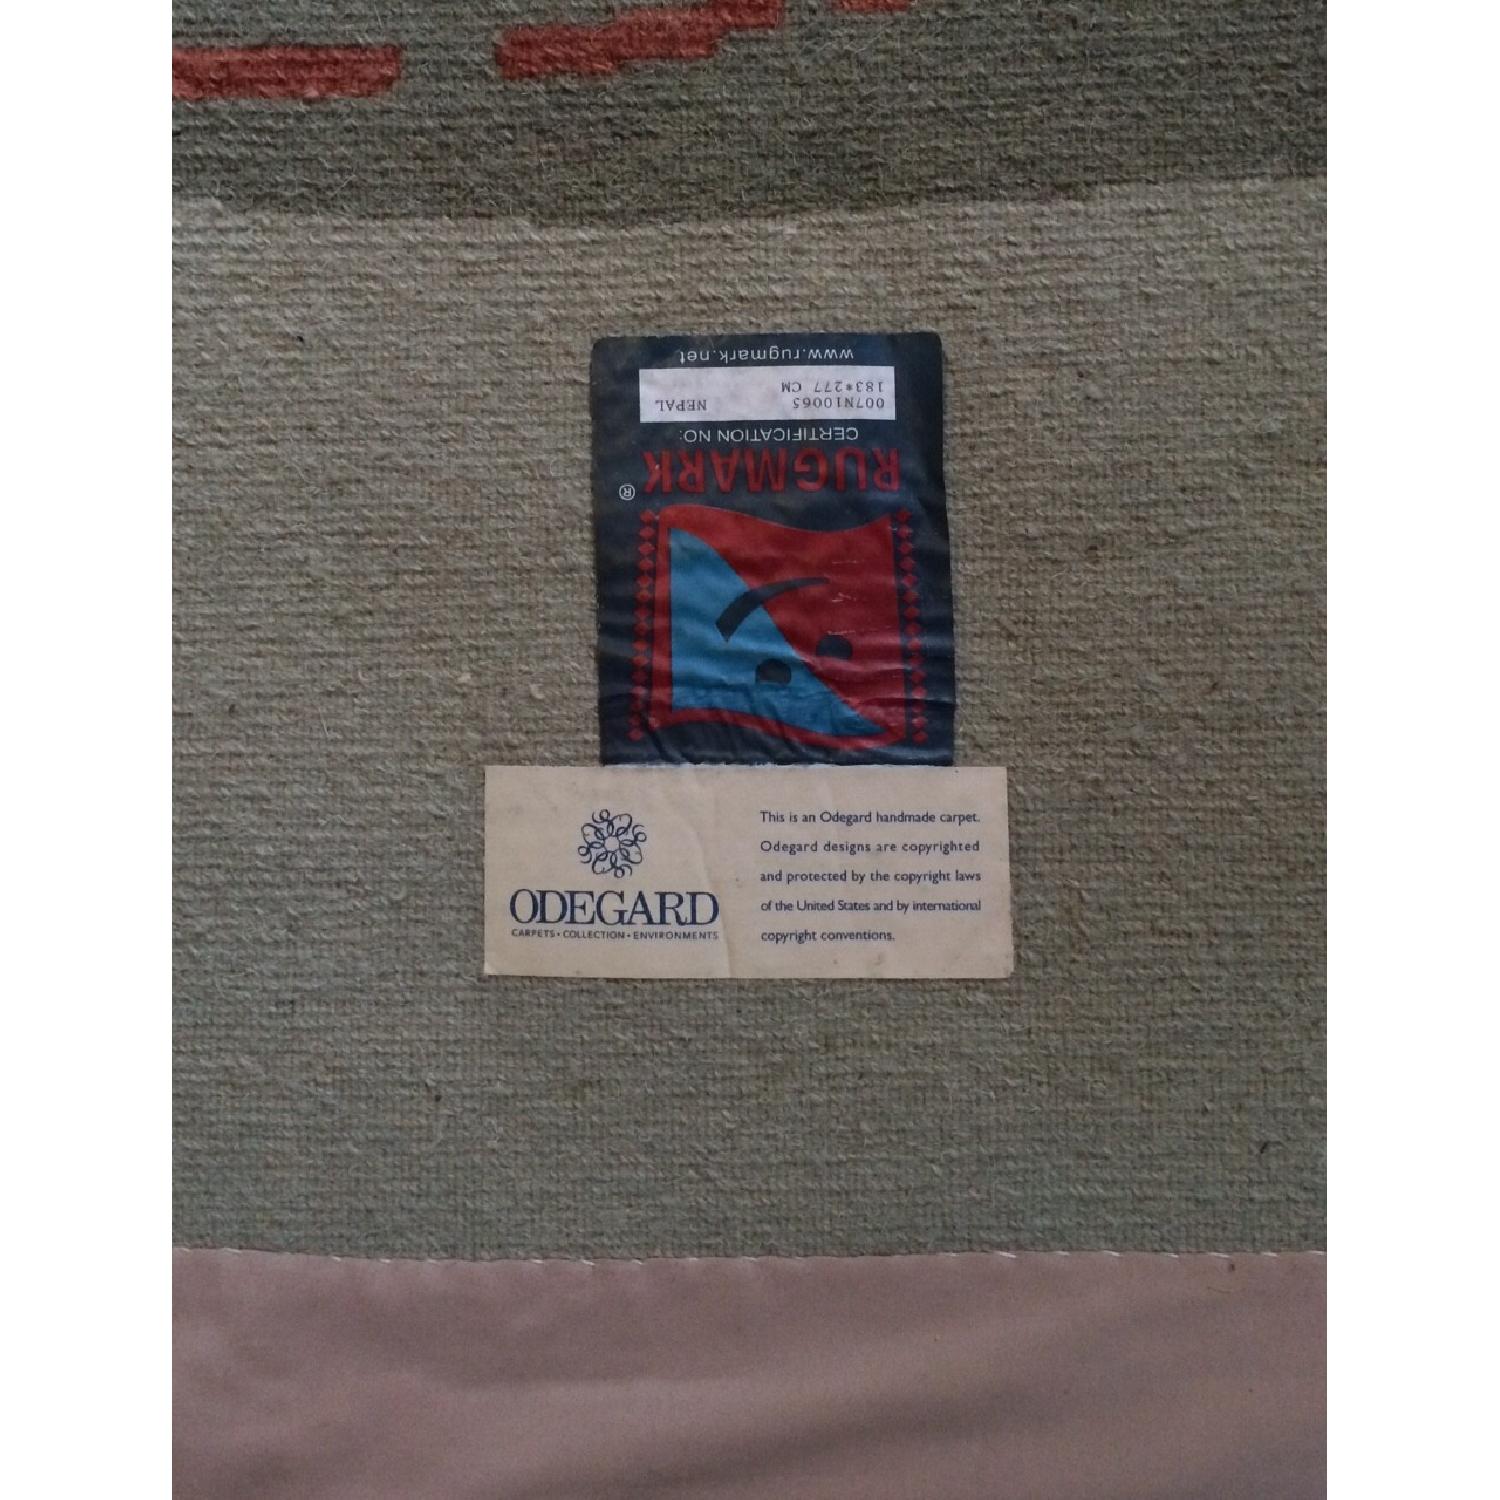 www.rugmark.net
183*277 CM
007N10065 NEPAL
CERTIFICATION NO:
RUGMARK ®
ODEGARD
CARPETS • COLLECTION • ENVIRONMENTS
This is an Odegard handmade carpet.
Odegard designs are copyrighted
and protected by the copyright laws
of the United States and by international
copyright conventions.